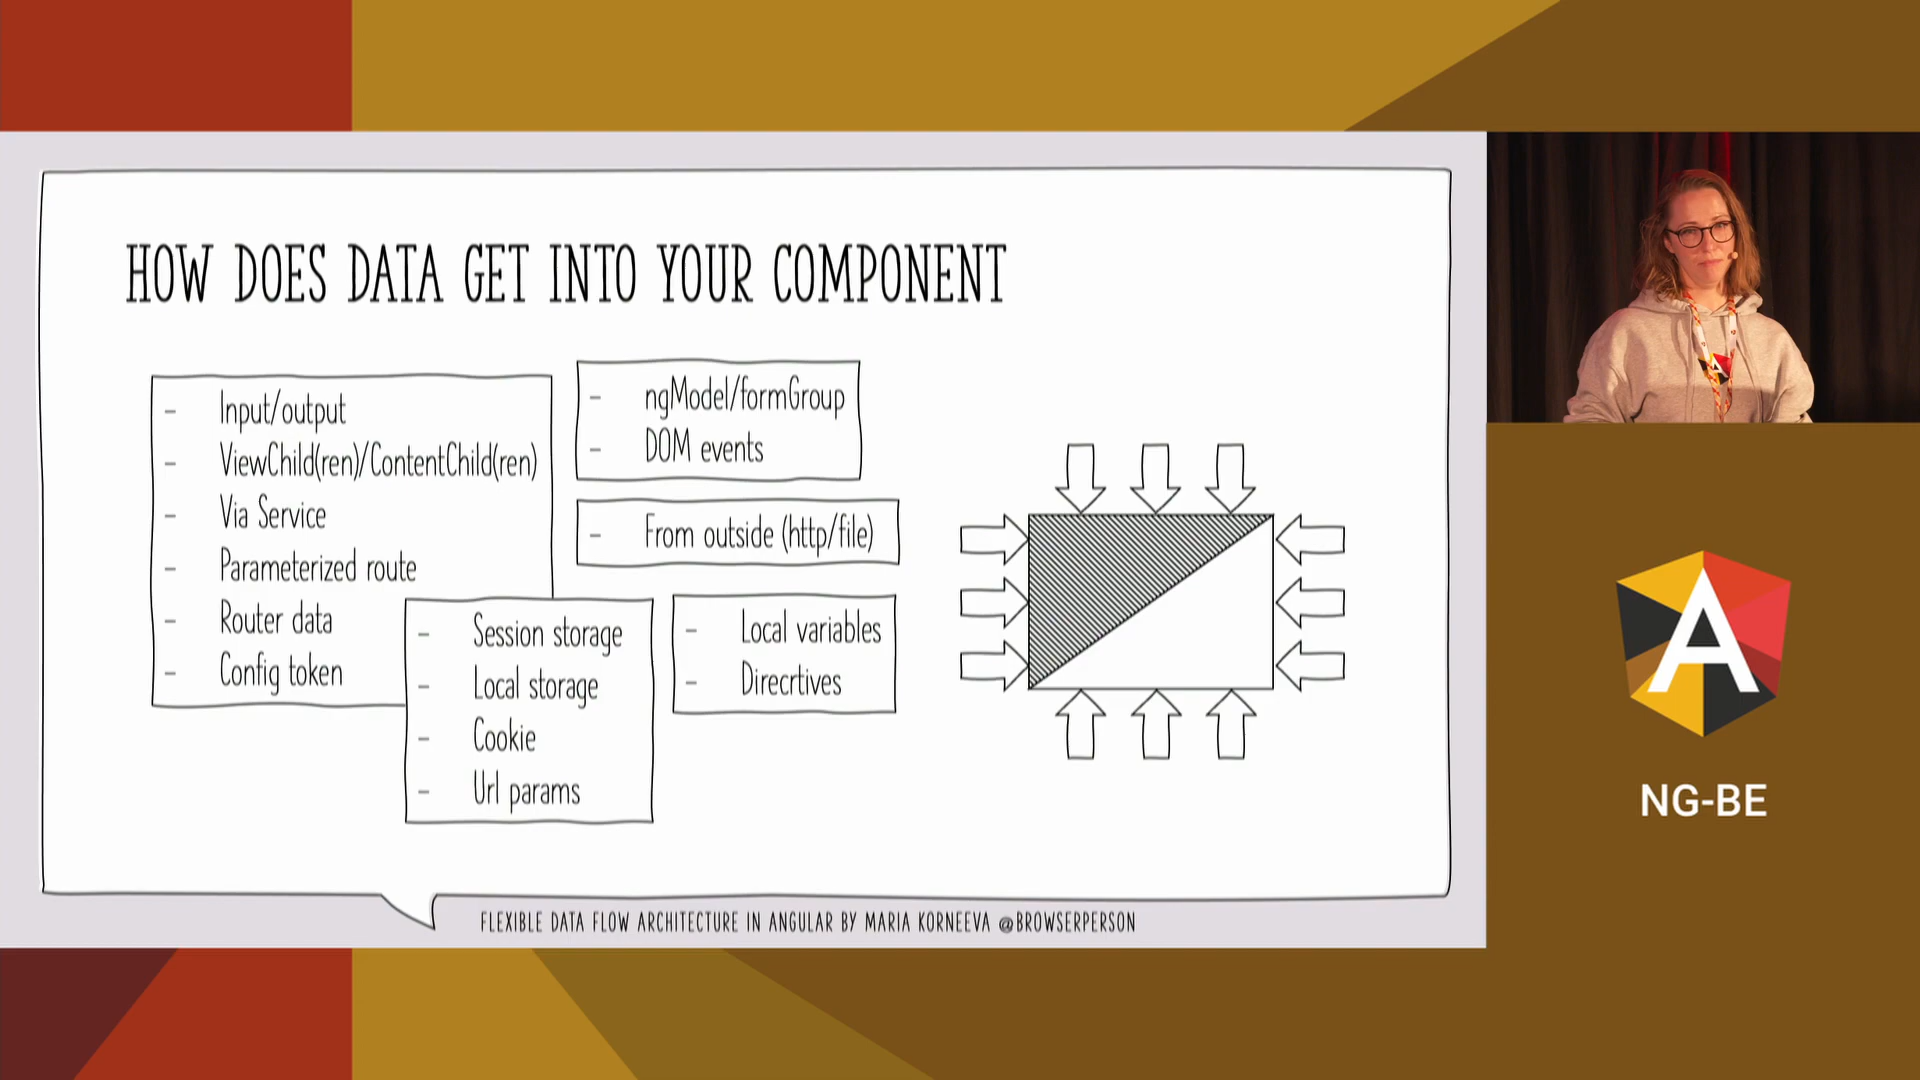 HOW DOES DATA GET INTO YOUR COMPONENT
- Input/output
- ViewChild(ren)/ContentChild(ren)
- Via Service
- Parameterized route
- Router data
- Config token
- ngModel/formGroup
- DOM events
- From outside (http/file)
- Session storage
- Local storage
- Cookie
- Url params
- Local variables
- Direcrtives
FLEXIBLE DATA FLOW ARCHITECTURE IN ANGULAR BY MARIA KORNEEVA @BROWSERPERSON
A
NG-BE